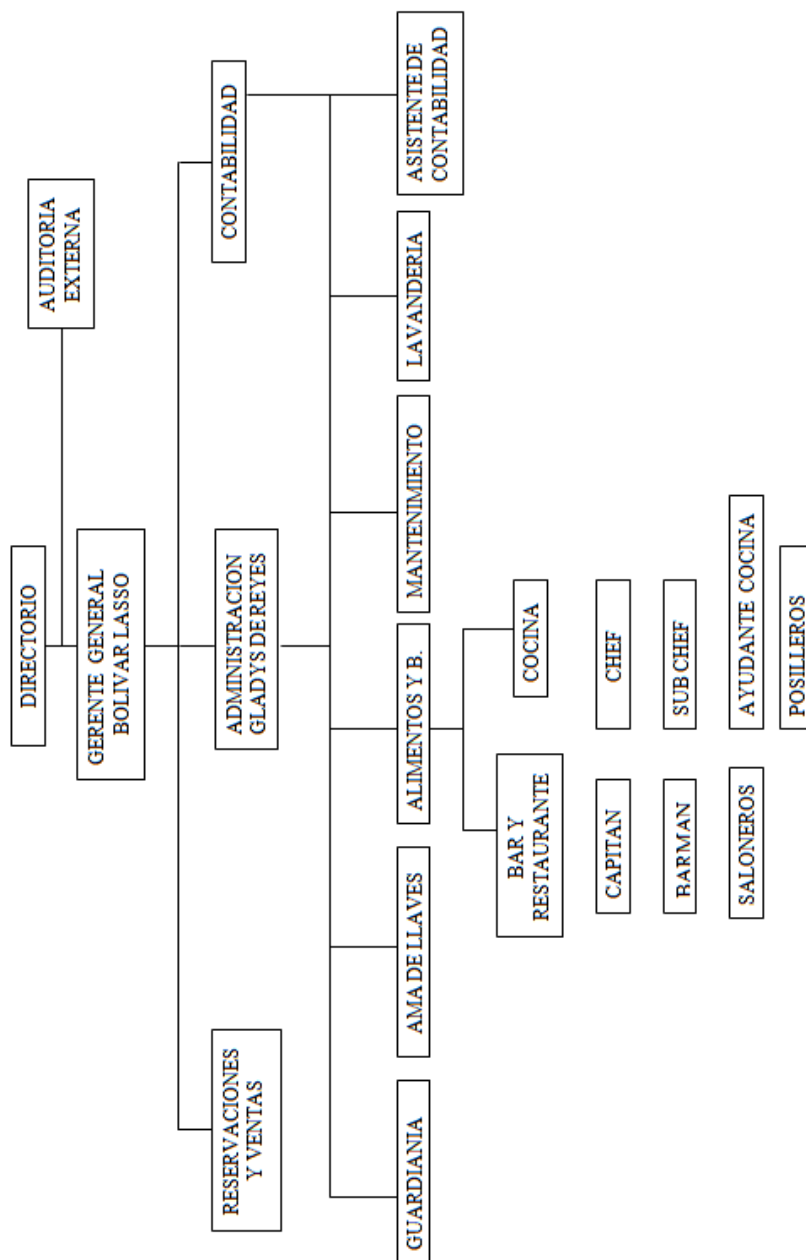 DIRECTORIO
AUDITORIA
EXTERNA
GERENTE GENERAL
BOLIVAR LASSO
RESERVACIONES
Y VENTAS
ADMINISTRACION
GLADYS DE REYES
CONTABILIDAD
GUARDIANIA
AMA DE LLAVES
ALIMENTOS Y B.
MANTENIMIENTO
LAVANDERIA
ASISTENTE DE
CONTABILIDAD
BAR Y
RESTAURANTE
COCINA
CAPITAN
CHEF
BARMAN
SUB CHEF
SALONEROS
AYUDANTE COCINA
POSILLEROS